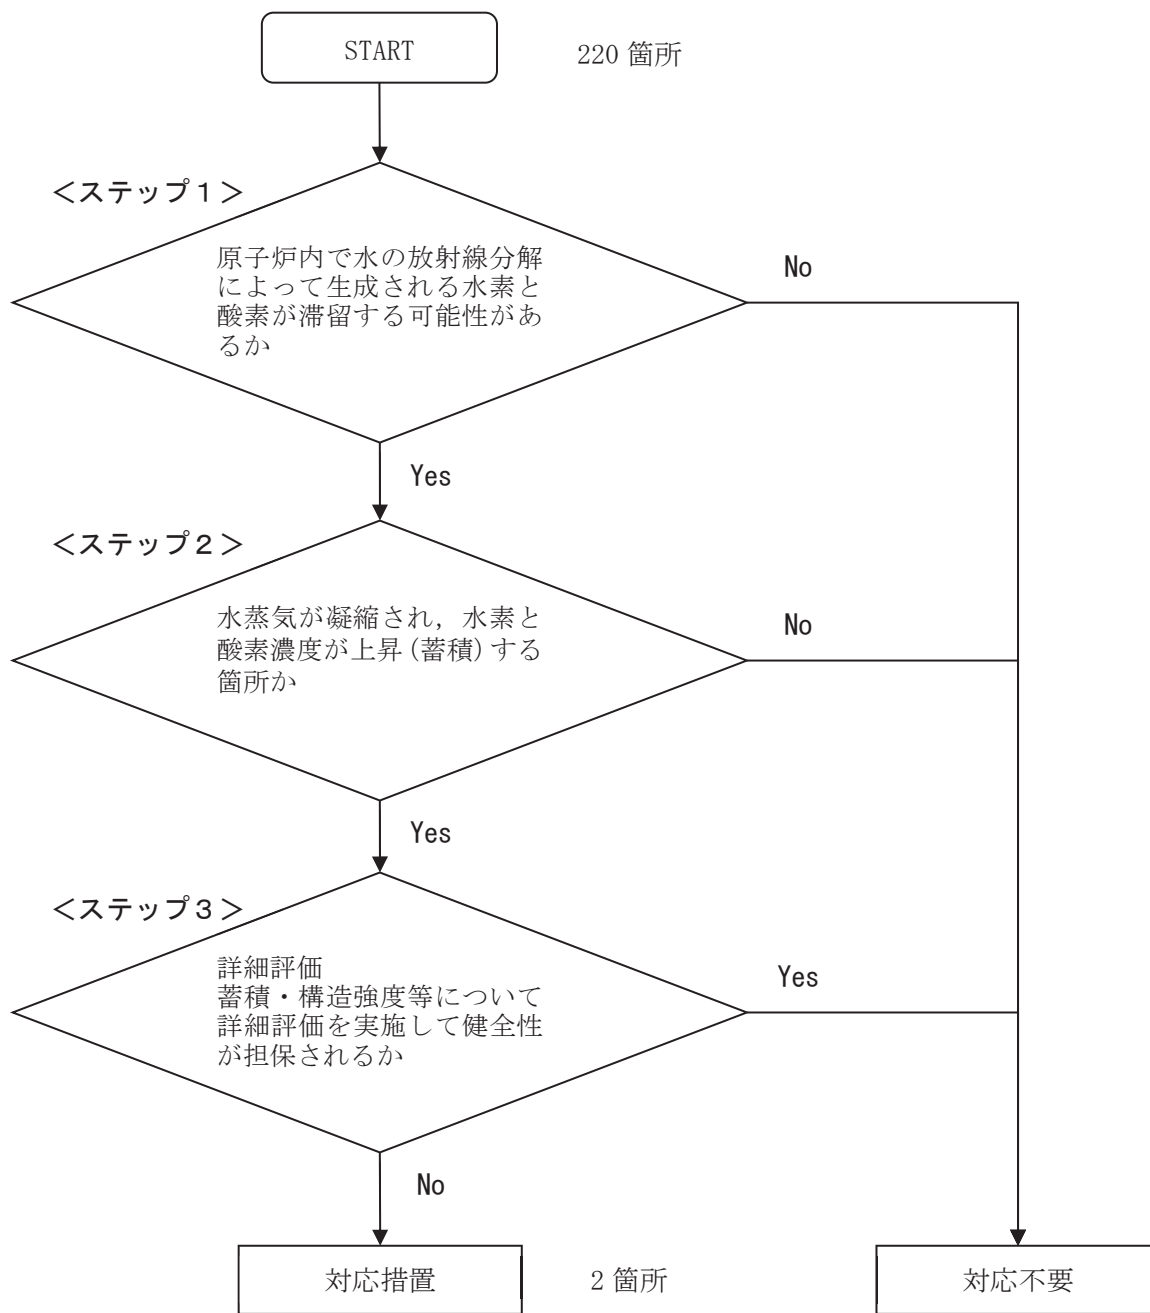 START
220 箇所
＜ステップ１＞
原子炉内で水の放射線分解
によって生成される水素と
酸素が滞留する可能性があ
るか
No
Yes
＜ステップ２＞
水蒸気が凝縮され，水素と
酸素濃度が上昇(蓄積)する
箇所か
No
Yes
＜ステップ３＞
詳細評価
蓄積・構造強度等について
詳細評価を実施して健全性
が担保されるか
Yes
No
対応措置
2 箇所
対応不要